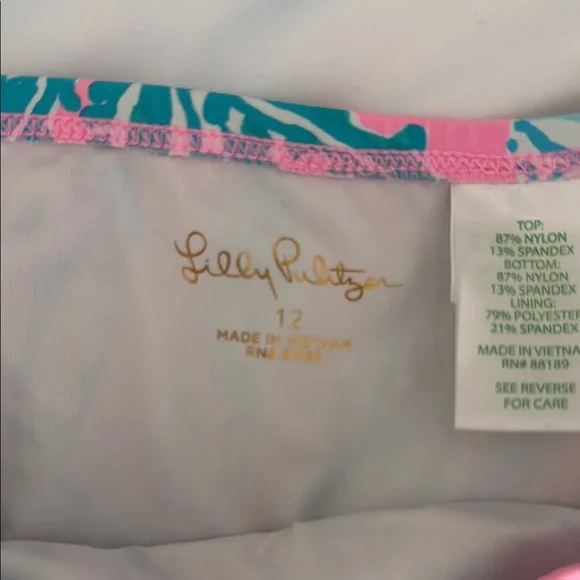 Lilly Pulitzer
12
MADE IN VIETNAM
RN#
TOP:
87% NYLON
13% SPANDEX
BOTTOM:
87% NYLON
13% SPANDEX
LINING:
79% POLYESTER
21% SPANDEX
MADE IN VIETNA
RN# 88189
SEE REVERSE
FOR CARE